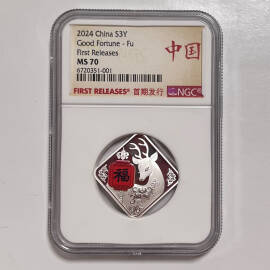 2024 China S3Y
Good Fortune - Fu
First Releases
MS 70
6720351-001
中国
FIRST RELEASES 首期发行
NGC
福